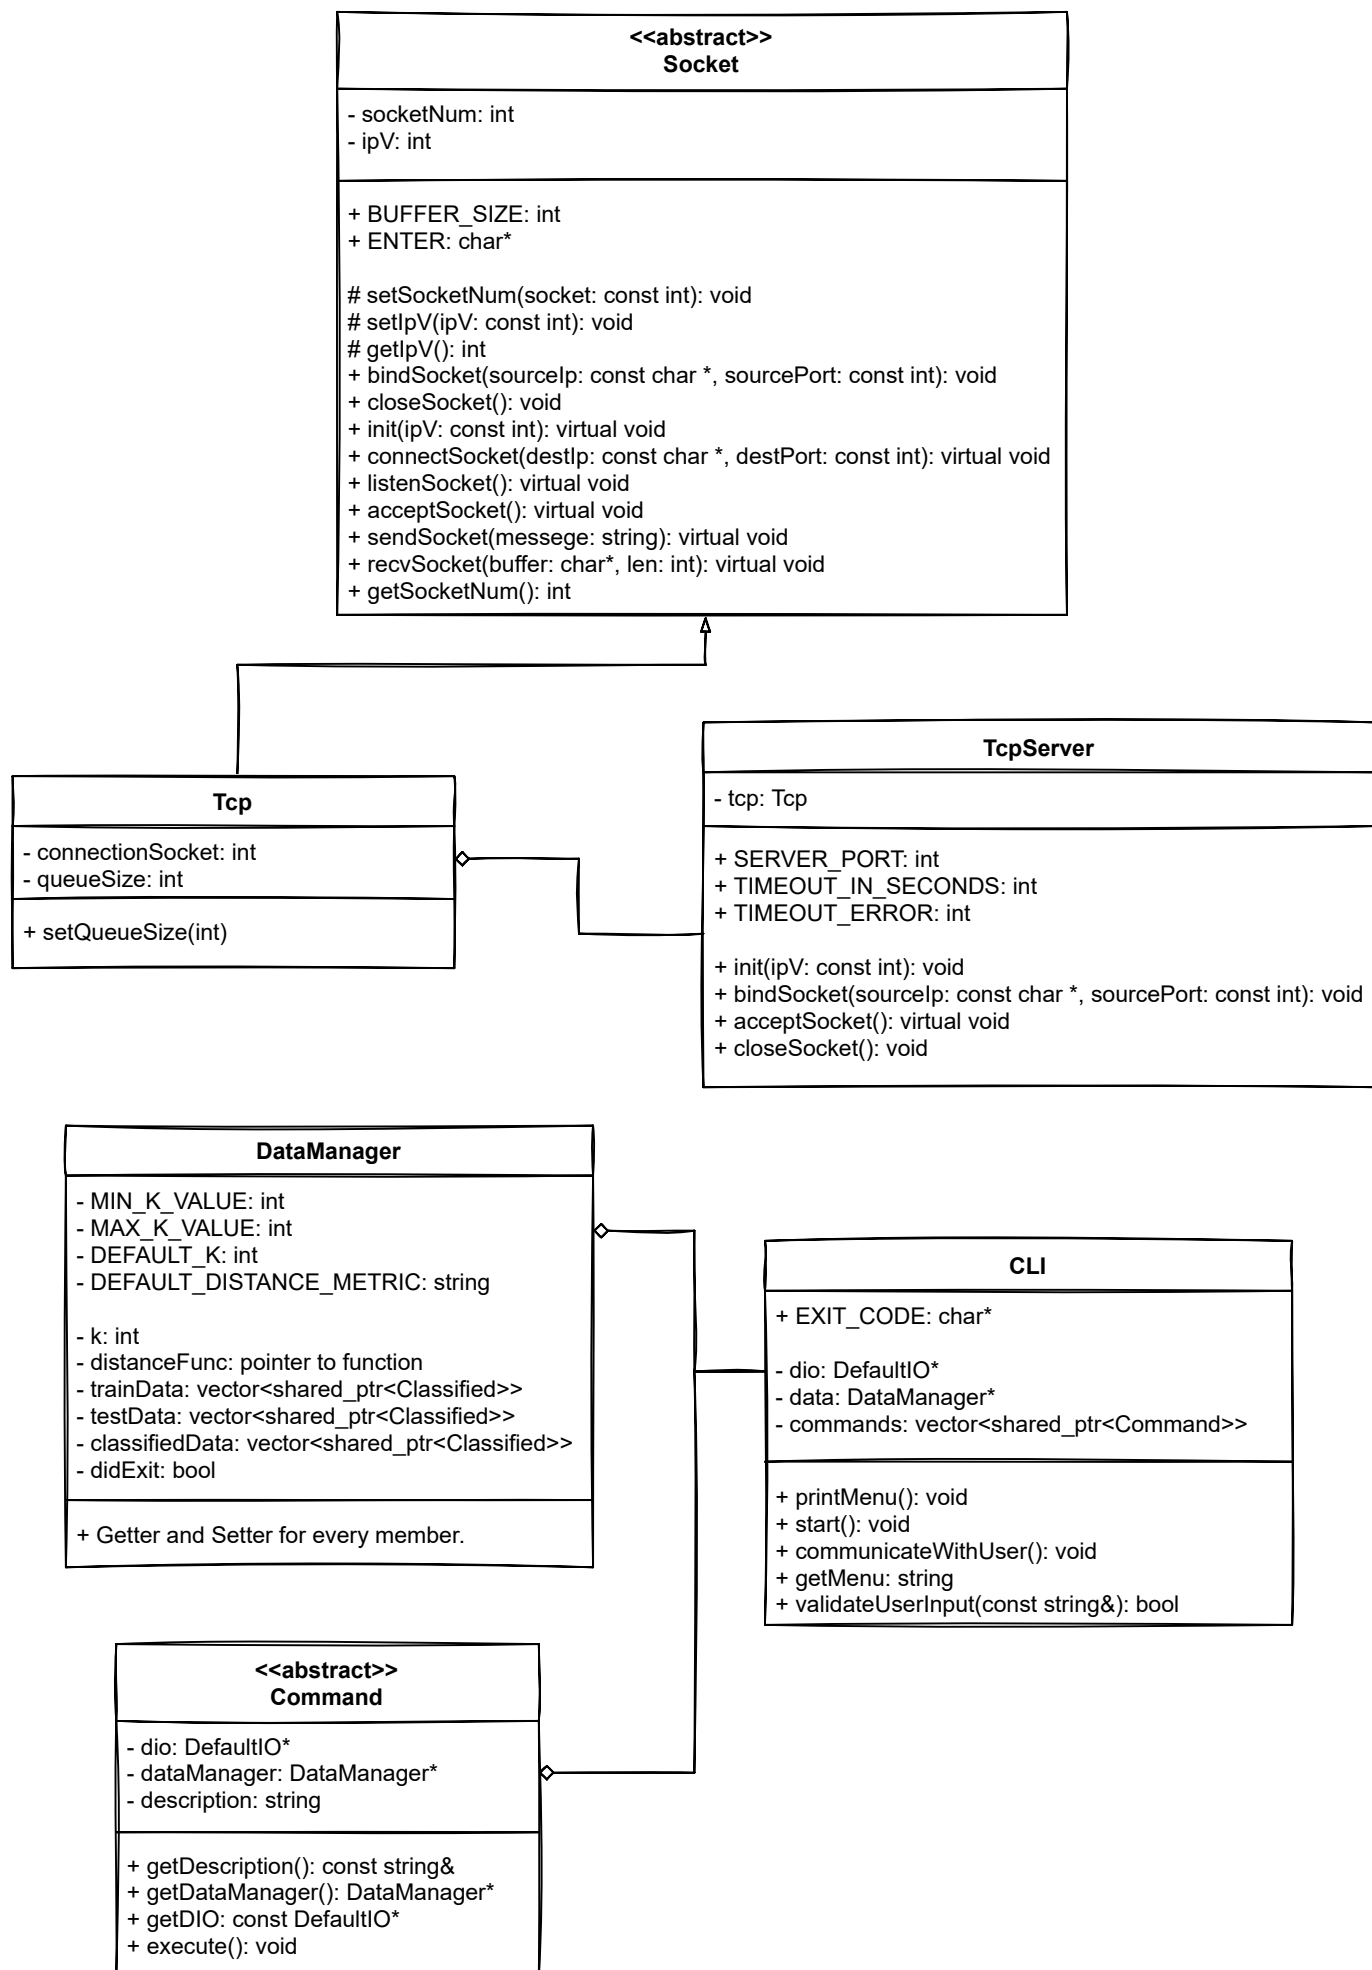 <<abstract>>
Socket
- socketNum: int
- ipV: int
+ BUFFER_SIZE: int
+ ENTER: char*
# setSocketNum(socket: const int): void
# setIpV(ipV: const int): void
# getIpV(): int
+ bindSocket(sourceIp: const char *, sourcePort: const int): void
+ closeSocket(): void
+ init(ipV: const int): virtual void
+ connectSocket(destIp: const char *, destPort: const int): virtual void
+ listenSocket(): virtual void
+ acceptSocket(): virtual void
+ sendSocket(messege: string): virtual void
+ recvSocket(buffer: char*, len: int): virtual void
+ getSocketNum(): int
Tcp
- connectionSocket: int
- queueSize: int
+ setQueueSize(int)
TcpServer
- tcp: Tcp
+ SERVER_PORT: int
+ TIMEOUT_IN_SECONDS: int
+ TIMEOUT_ERROR: int
+ init(ipV: const int): void
+ bindSocket(sourceIp: const char *, sourcePort: const int): void
+ acceptSocket(): virtual void
+ closeSocket(): void
DataManager
- MIN_K_VALUE: int
- MAX_K_VALUE: int
- DEFAULT_K: int
- DEFAULT_DISTANCE_METRIC: string
- k: int
- distanceFunc: pointer to function
- trainData: vector<shared_ptr<Classified>>
- testData: vector<shared_ptr<Classified>>
- classifiedData: vector<shared_ptr<Classified>>
- didExit: bool
+ Getter and Setter for every member.
CLI
+ EXIT_CODE: char*
- dio: DefaultIO*
- data: DataManager*
- commands: vector<shared_ptr<Command>>
+ printMenu(): void
+ start(): void
+ communicateWithUser(): void
+ getMenu: string
+ validateUserInput(const string&): bool
<<abstract>>
Command
- dio: DefaultIO*
- dataManager: DataManager*
- description: string
+ getDescription(): const string&
+ getDataManager(): DataManager*
+ getDIO: const DefaultIO*
+ execute(): void